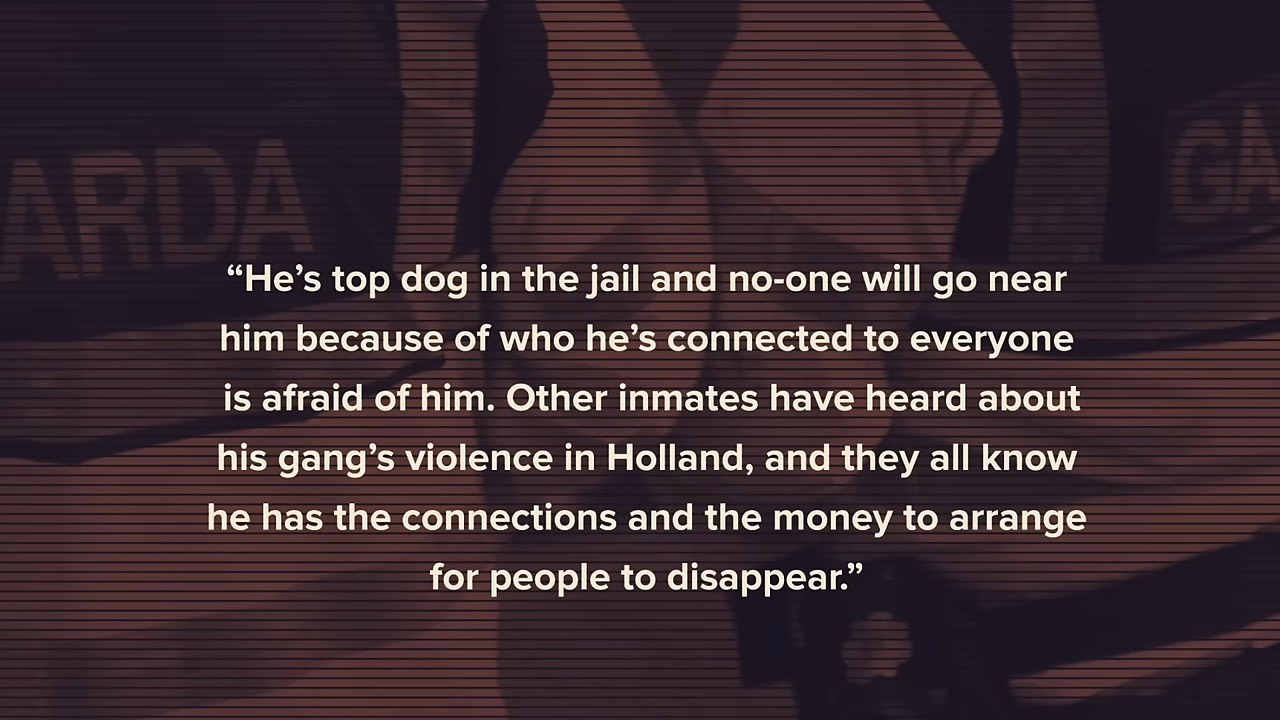 ARDA
GA
“He’s top dog in the jail and no-one will go near
him because of who he’s connected to everyone
is afraid of him. Other inmates have heard about
his gang’s violence in Holland, and they all know
he has the connections and the money to arrange
for people to disappear.”